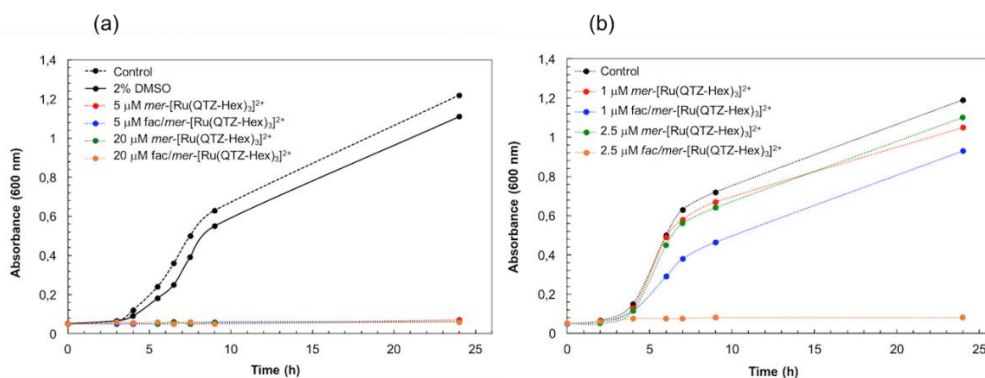 (a)
1,4
1,2
1
0,8
0,6
0,4
0,2
0
Absorbance (600 nm)
Control
2% DMSO
5 µM mer-[Ru(QTZ-Hex)₃]²⁺
5 µM fac/mer-[Ru(QTZ-Hex)₃]²⁺
20 µM mer-[Ru(QTZ-Hex)₃]²⁺
20 µM fac/mer-[Ru(QTZ-Hex)₃]²⁺
0 5 10 15 20 25
Time (h)
(b)
1,4
1,2
1
0,8
0,6
0,4
0,2
0
Absorbance (600 nm)
Control
1 µM mer-[Ru(QTZ-Hex)₃]²⁺
1 µM fac/mer-[Ru(QTZ-Hex)₃]²⁺
2.5 µM mer-[Ru(QTZ-Hex)₃]²⁺
2.5 µM fac/mer-[Ru(QTZ-Hex)₃]²⁺
0 5 10 15 20 25
Time (h)